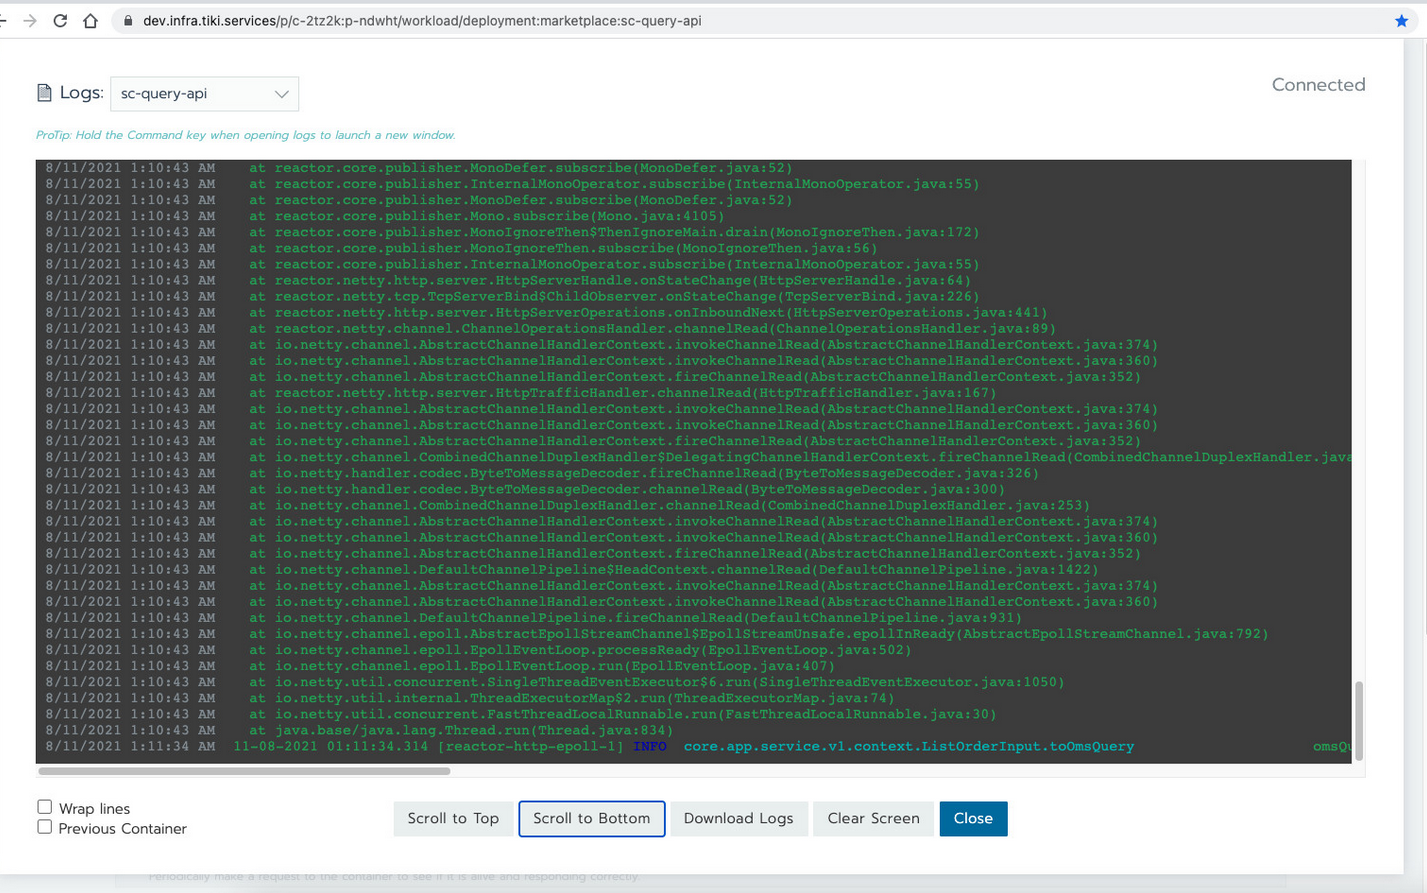 dev.infra.tiki.services/p/c-2tz2k:p-ndwht/workload/deployment:marketplace:sc-query-api
Logs: sc-query-api
Connected
ProTip: Hold the Command key when opening logs to launch a new window.
8/11/2021 1:10:43 AM at reactor.core.publisher.MonoDefer.subscribe(MonoDefer.java:52)
8/11/2021 1:10:43 AM at reactor.core.publisher.InternalMonoOperator.subscribe(InternalMonoOperator.java:55)
8/11/2021 1:10:43 AM at reactor.core.publisher.MonoDefer.subscribe(MonoDefer.java:52)
8/11/2021 1:10:43 AM at reactor.core.publisher.Mono.subscribe(Mono.java:4105)
8/11/2021 1:10:43 AM at reactor.core.publisher.MonoIgnoreThen$ThenIgnoreMain.drain(MonoIgnoreThen.java:172)
8/11/2021 1:10:43 AM at reactor.core.publisher.MonoIgnoreThen.subscribe(MonoIgnoreThen.java:56)
8/11/2021 1:10:43 AM at reactor.core.publisher.InternalMonoOperator.subscribe(InternalMonoOperator.java:55)
8/11/2021 1:10:43 AM at reactor.netty.http.server.HttpServerHandle.onStateChange(HttpServerHandle.java:64)
8/11/2021 1:10:43 AM at reactor.netty.tcp.TcpServerBind$ChildObserver.onStateChange(TcpServerBind.java:226)
8/11/2021 1:10:43 AM at reactor.netty.http.server.HttpServerOperations.onInboundNext(HttpServerOperations.java:441)
8/11/2021 1:10:43 AM at reactor.netty.channel.ChannelOperationsHandler.channelRead(ChannelOperationsHandler.java:89)
8/11/2021 1:10:43 AM at io.netty.channel.AbstractChannelHandlerContext.invokeChannelRead(AbstractChannelHandlerContext.java:374)
8/11/2021 1:10:43 AM at io.netty.channel.AbstractChannelHandlerContext.invokeChannelRead(AbstractChannelHandlerContext.java:360)
8/11/2021 1:10:43 AM at io.netty.channel.AbstractChannelHandlerContext.fireChannelRead(AbstractChannelHandlerContext.java:352)
8/11/2021 1:10:43 AM at reactor.netty.http.server.HttpTrafficHandler.channelRead(HttpTrafficHandler.java:167)
8/11/2021 1:10:43 AM at io.netty.channel.AbstractChannelHandlerContext.invokeChannelRead(AbstractChannelHandlerContext.java:374)
8/11/2021 1:10:43 AM at io.netty.channel.AbstractChannelHandlerContext.invokeChannelRead(AbstractChannelHandlerContext.java:360)
8/11/2021 1:10:43 AM at io.netty.channel.AbstractChannelHandlerContext.fireChannelRead(AbstractChannelHandlerContext.java:352)
8/11/2021 1:10:43 AM at io.netty.channel.CombinedChannelDuplexHandler$DelegatingChannelHandlerContext.fireChannelRead(CombinedChannelDuplexHandler.java
8/11/2021 1:10:43 AM at io.netty.handler.codec.ByteToMessageDecoder.fireChannelRead(ByteToMessageDecoder.java:326)
8/11/2021 1:10:43 AM at io.netty.handler.codec.ByteToMessageDecoder.channelRead(ByteToMessageDecoder.java:300)
8/11/2021 1:10:43 AM at io.netty.channel.CombinedChannelDuplexHandler.channelRead(CombinedChannelDuplexHandler.java:253)
8/11/2021 1:10:43 AM at io.netty.channel.AbstractChannelHandlerContext.invokeChannelRead(AbstractChannelHandlerContext.java:374)
8/11/2021 1:10:43 AM at io.netty.channel.AbstractChannelHandlerContext.invokeChannelRead(AbstractChannelHandlerContext.java:360)
8/11/2021 1:10:43 AM at io.netty.channel.AbstractChannelHandlerContext.fireChannelRead(AbstractChannelHandlerContext.java:352)
8/11/2021 1:10:43 AM at io.netty.channel.DefaultChannelPipeline$HeadContext.channelRead(DefaultChannelPipeline.java:1422)
8/11/2021 1:10:43 AM at io.netty.channel.AbstractChannelHandlerContext.invokeChannelRead(AbstractChannelHandlerContext.java:374)
8/11/2021 1:10:43 AM at io.netty.channel.AbstractChannelHandlerContext.invokeChannelRead(AbstractChannelHandlerContext.java:360)
8/11/2021 1:10:43 AM at io.netty.channel.DefaultChannelPipeline.fireChannelRead(DefaultChannelPipeline.java:931)
8/11/2021 1:10:43 AM at io.netty.channel.epoll.AbstractEpollStreamChannel$EpollStreamUnsafe.epollInReady(AbstractEpollStreamChannel.java:792)
8/11/2021 1:10:43 AM at io.netty.channel.epoll.EpollEventLoop.processReady(EpollEventLoop.java:502)
8/11/2021 1:10:43 AM at io.netty.channel.epoll.EpollEventLoop.run(EpollEventLoop.java:407)
8/11/2021 1:10:43 AM at io.netty.util.concurrent.SingleThreadEventExecutor$6.run(SingleThreadEventExecutor.java:1050)
8/11/2021 1:10:43 AM at io.netty.util.internal.ThreadExecutorMap$2.run(ThreadExecutorMap.java:74)
8/11/2021 1:10:43 AM at io.netty.util.concurrent.FastThreadLocalRunnable.run(FastThreadLocalRunnable.java:30)
8/11/2021 1:10:43 AM at java.base/java.lang.Thread.run(Thread.java:834)
8/11/2021 1:11:34 AM 11-08-2021 01:11:34.314 [reactor-http-epoll-1] INFO core.app.service.v1.context.ListOrderInput.toOmsQuery omsQu
Wrap lines
Previous Container
Scroll to Top Scroll to Bottom Download Logs Clear Screen Close
Periodically make a request to the container to see if it is alive and responding correctly.